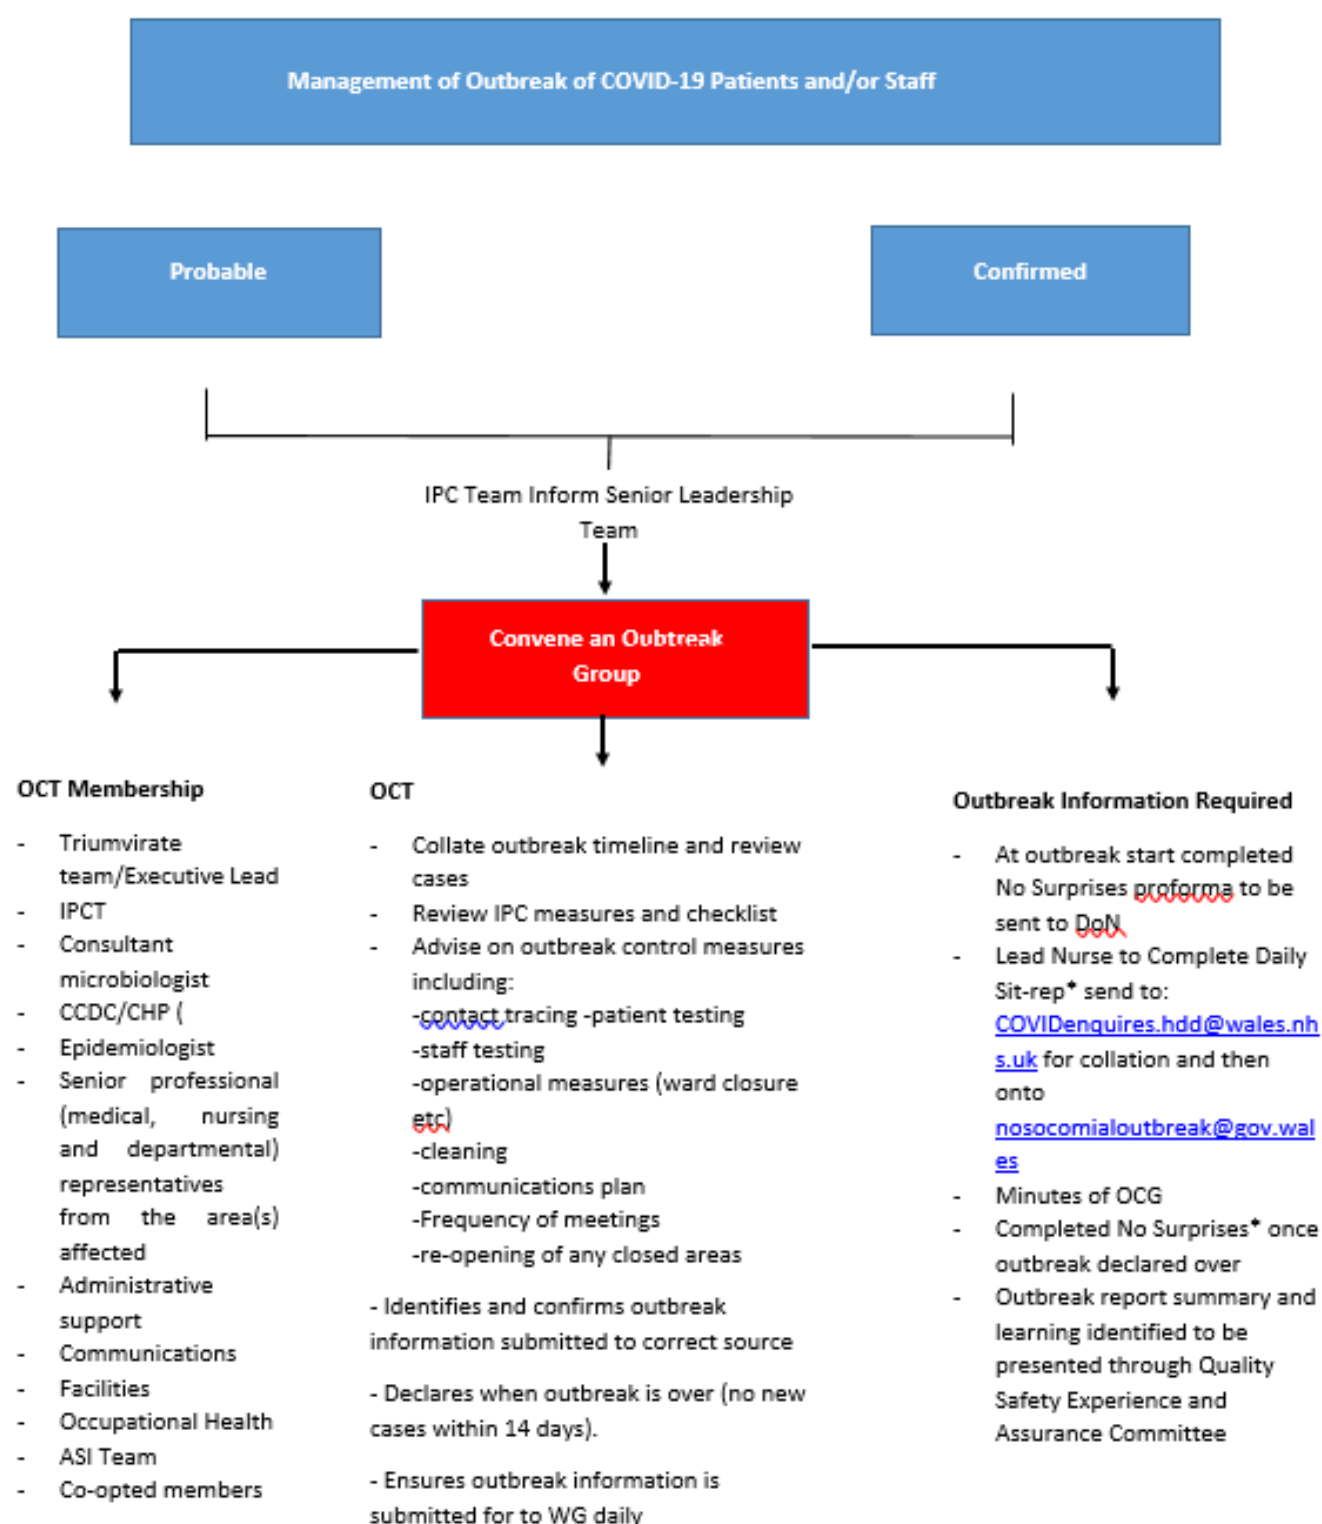 Management of Outbreak of COVID-19 Patients and/or Staff
Probable
Confirmed
IPC Team Inform Senior Leadership
Team
Convene an Oubtreak
Group
OCT Membership
- Triumvirate
team/Executive Lead
- IPCT
- Consultant
microbiologist
- CCDC/CHP (
- Epidemiologist
- Senior professional
(medical, nursing
and departmental)
representatives
from the area(s)
affected
- Administrative
support
- Communications
- Facilities
- Occupational Health
- ASI Team
- Co-opted members
OCT
- Collate outbreak timeline and review
cases
- Review IPC measures and checklist
- Advise on outbreak control measures
including:
-contact tracing -patient testing
-staff testing
-operational measures (ward closure
etc)
-cleaning
-communications plan
-Frequency of meetings
-re-opening of any closed areas
- Identifies and confirms outbreak
information submitted to correct source
- Declares when outbreak is over (no new
cases within 14 days).
- Ensures outbreak information is
submitted for to WG daily
Outbreak Information Required
- At outbreak start completed
No Surprises proforma to be
sent to DoN
- Lead Nurse to Complete Daily
Sit-rep* send to:
COVIDenquires.hdd@wales.nh
s.uk for collation and then
onto
nosocomialoutbreak@gov.wal
es
- Minutes of OCG
- Completed No Surprises* once
outbreak declared over
- Outbreak report summary and
learning identified to be
presented through Quality
Safety Experience and
Assurance Committee